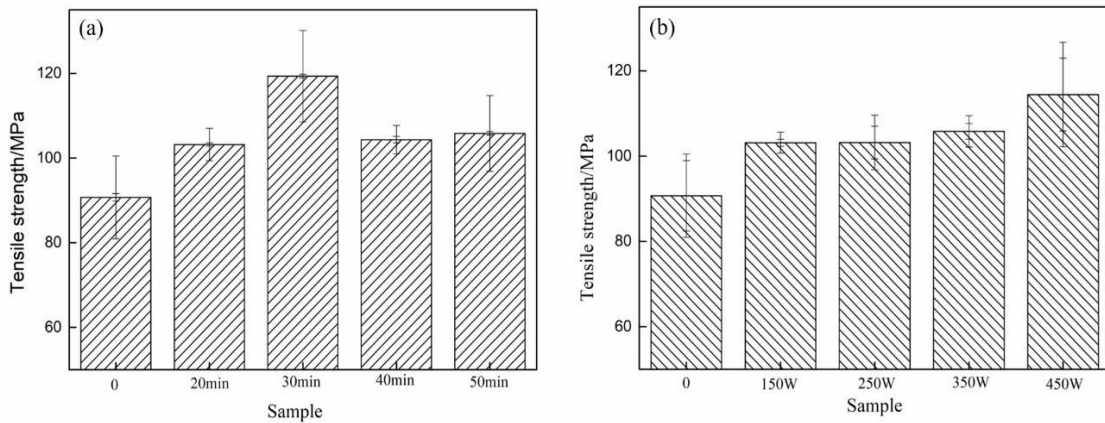 (a)
Tensile strength/MPa
120
100
80
60
0 20min 30min 40min 50min
Sample
(b)
Tensile strength/MPa
120
100
80
60
0 150W 250W 350W 450W
Sample